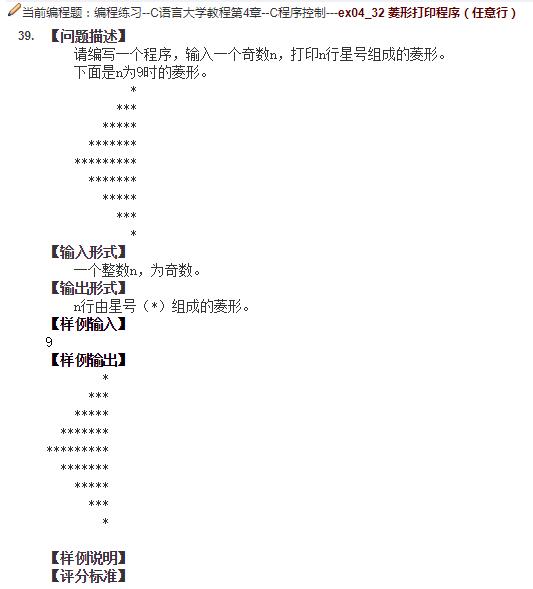 当前编程题：编程练习--C语言大学教程第4章--C程序控制---ex04_32 菱形打印程序（任意行）
39. 【问题描述】
    请编写一个程序，输入一个奇数n，打印n行星号组成的菱形。
    下面是n为9时的菱形。
            *
          ***
        *****
      *******
    *********
      *******
        *****
          ***
            *
【输入形式】
    一个整数n，为奇数。
【输出形式】
    n行由星号（*）组成的菱形。
【样例输入】
9
【样例输出】
        *
      ***
    *****
  *******
*********
  *******
    *****
      ***
        *
【样例说明】
【评分标准】